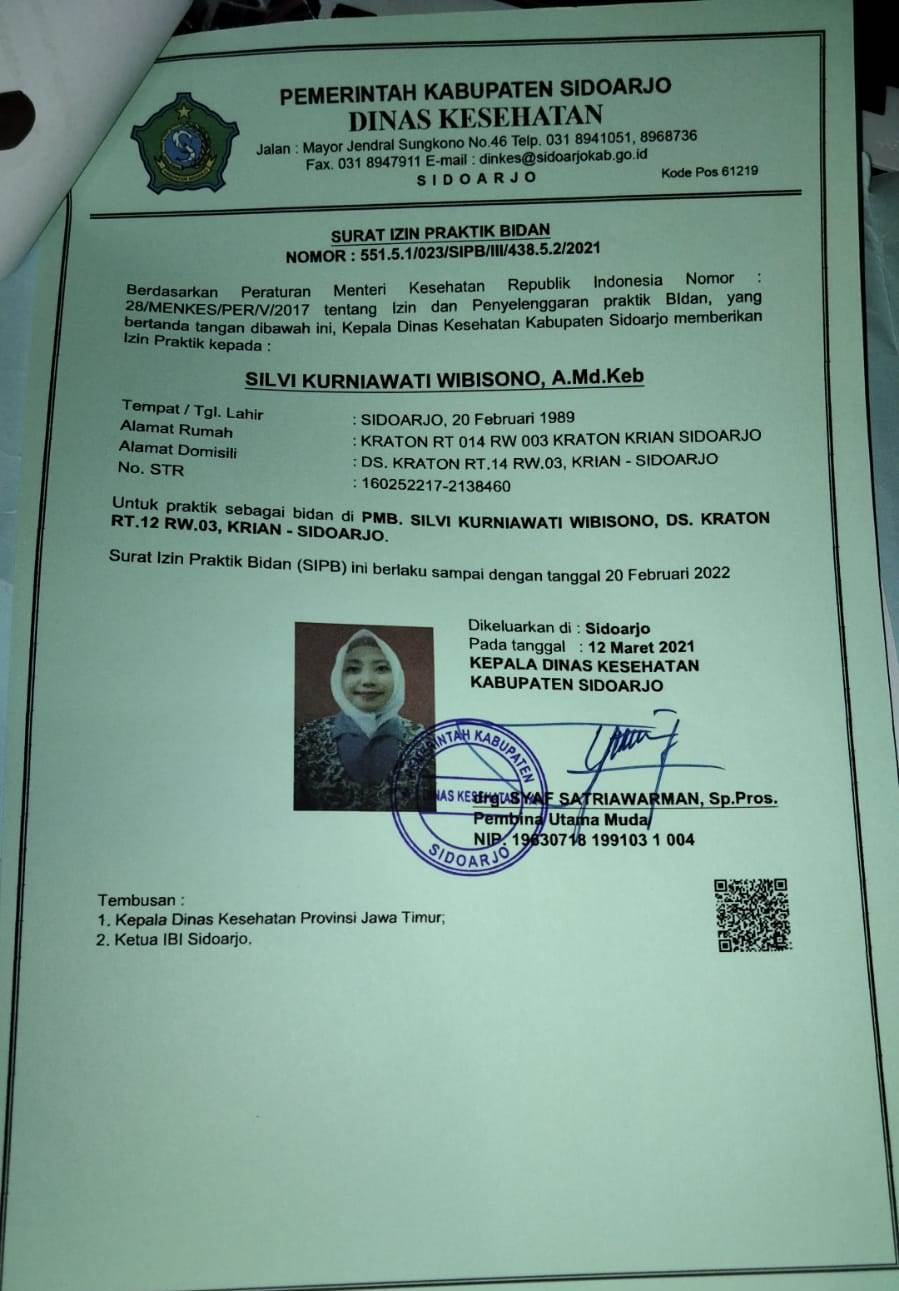 PEMERINTAH KABUPATEN SIDOARJO
DINAS KESEHATAN
Jalan : Mayor Jendral Sungkono No.46 Telp. 031 8941051, 8968736
Fax. 031 8947911 E-mail : dinkes@sidoarjokab.go.id
S I D O A R J O
Kode Pos 61219
SURAT IZIN PRAKTIK BIDAN
NOMOR : 551.5.1/023/SIPB/III/438.5.2/2021
Berdasarkan Peraturan Menteri Kesehatan Republik Indonesia Nomor :
28/MENKES/PER/V/2017 tentang Izin dan Penyelenggaran praktik BIdan, yang
bertanda tangan dibawah ini, Kepala Dinas Kesehatan Kabupaten Sidoarjo memberikan
Izin Praktik kepada :
SILVI KURNIAWATI WIBISONO, A.Md.Keb
Tempat / Tgl. Lahir : SIDOARJO, 20 Februari 1989
Alamat Rumah : KRATON RT 014 RW 003 KRATON KRIAN SIDOARJO
Alamat Domisili : DS. KRATON RT.14 RW.03, KRIAN - SIDOARJO
No. STR : 160252217-2138460
Untuk praktik sebagai bidan di PMB. SILVI KURNIAWATI WIBISONO, DS. KRATON
RT.12 RW.03, KRIAN - SIDOARJO.
Surat Izin Praktik Bidan (SIPB) ini berlaku sampai dengan tanggal 20 Februari 2022
Dikeluarkan di : Sidoarjo
Pada tanggal : 12 Maret 2021
KEPALA DINAS KESEHATAN
KABUPATEN SIDOARJO
PEMERINTAH KABUPATEN
DINAS KESEHATAN
SIDOARJO
drg. SYAF SATRIAWARMAN, Sp.Pros.
Pembina Utama Muda
NIP. 19630718 199103 1 004
Tembusan :
1. Kepala Dinas Kesehatan Provinsi Jawa Timur;
2. Ketua IBI Sidoarjo.